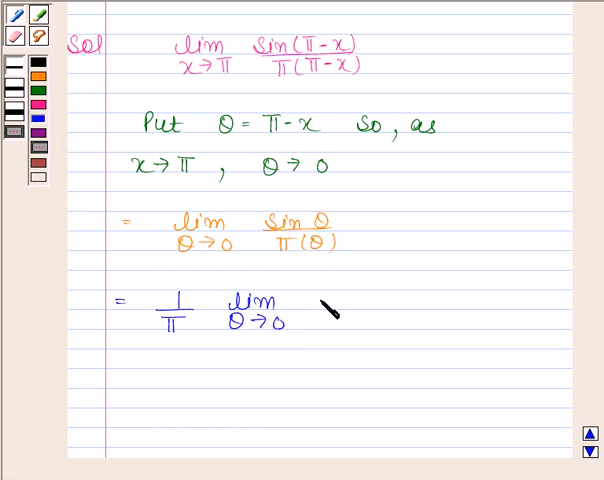 Sol lim x→π sin(π-x) / π(π-x)
Put θ = π-x So, as
x→π , θ→0
= lim θ→0 sin θ / π(θ)
= 1/π lim θ→0